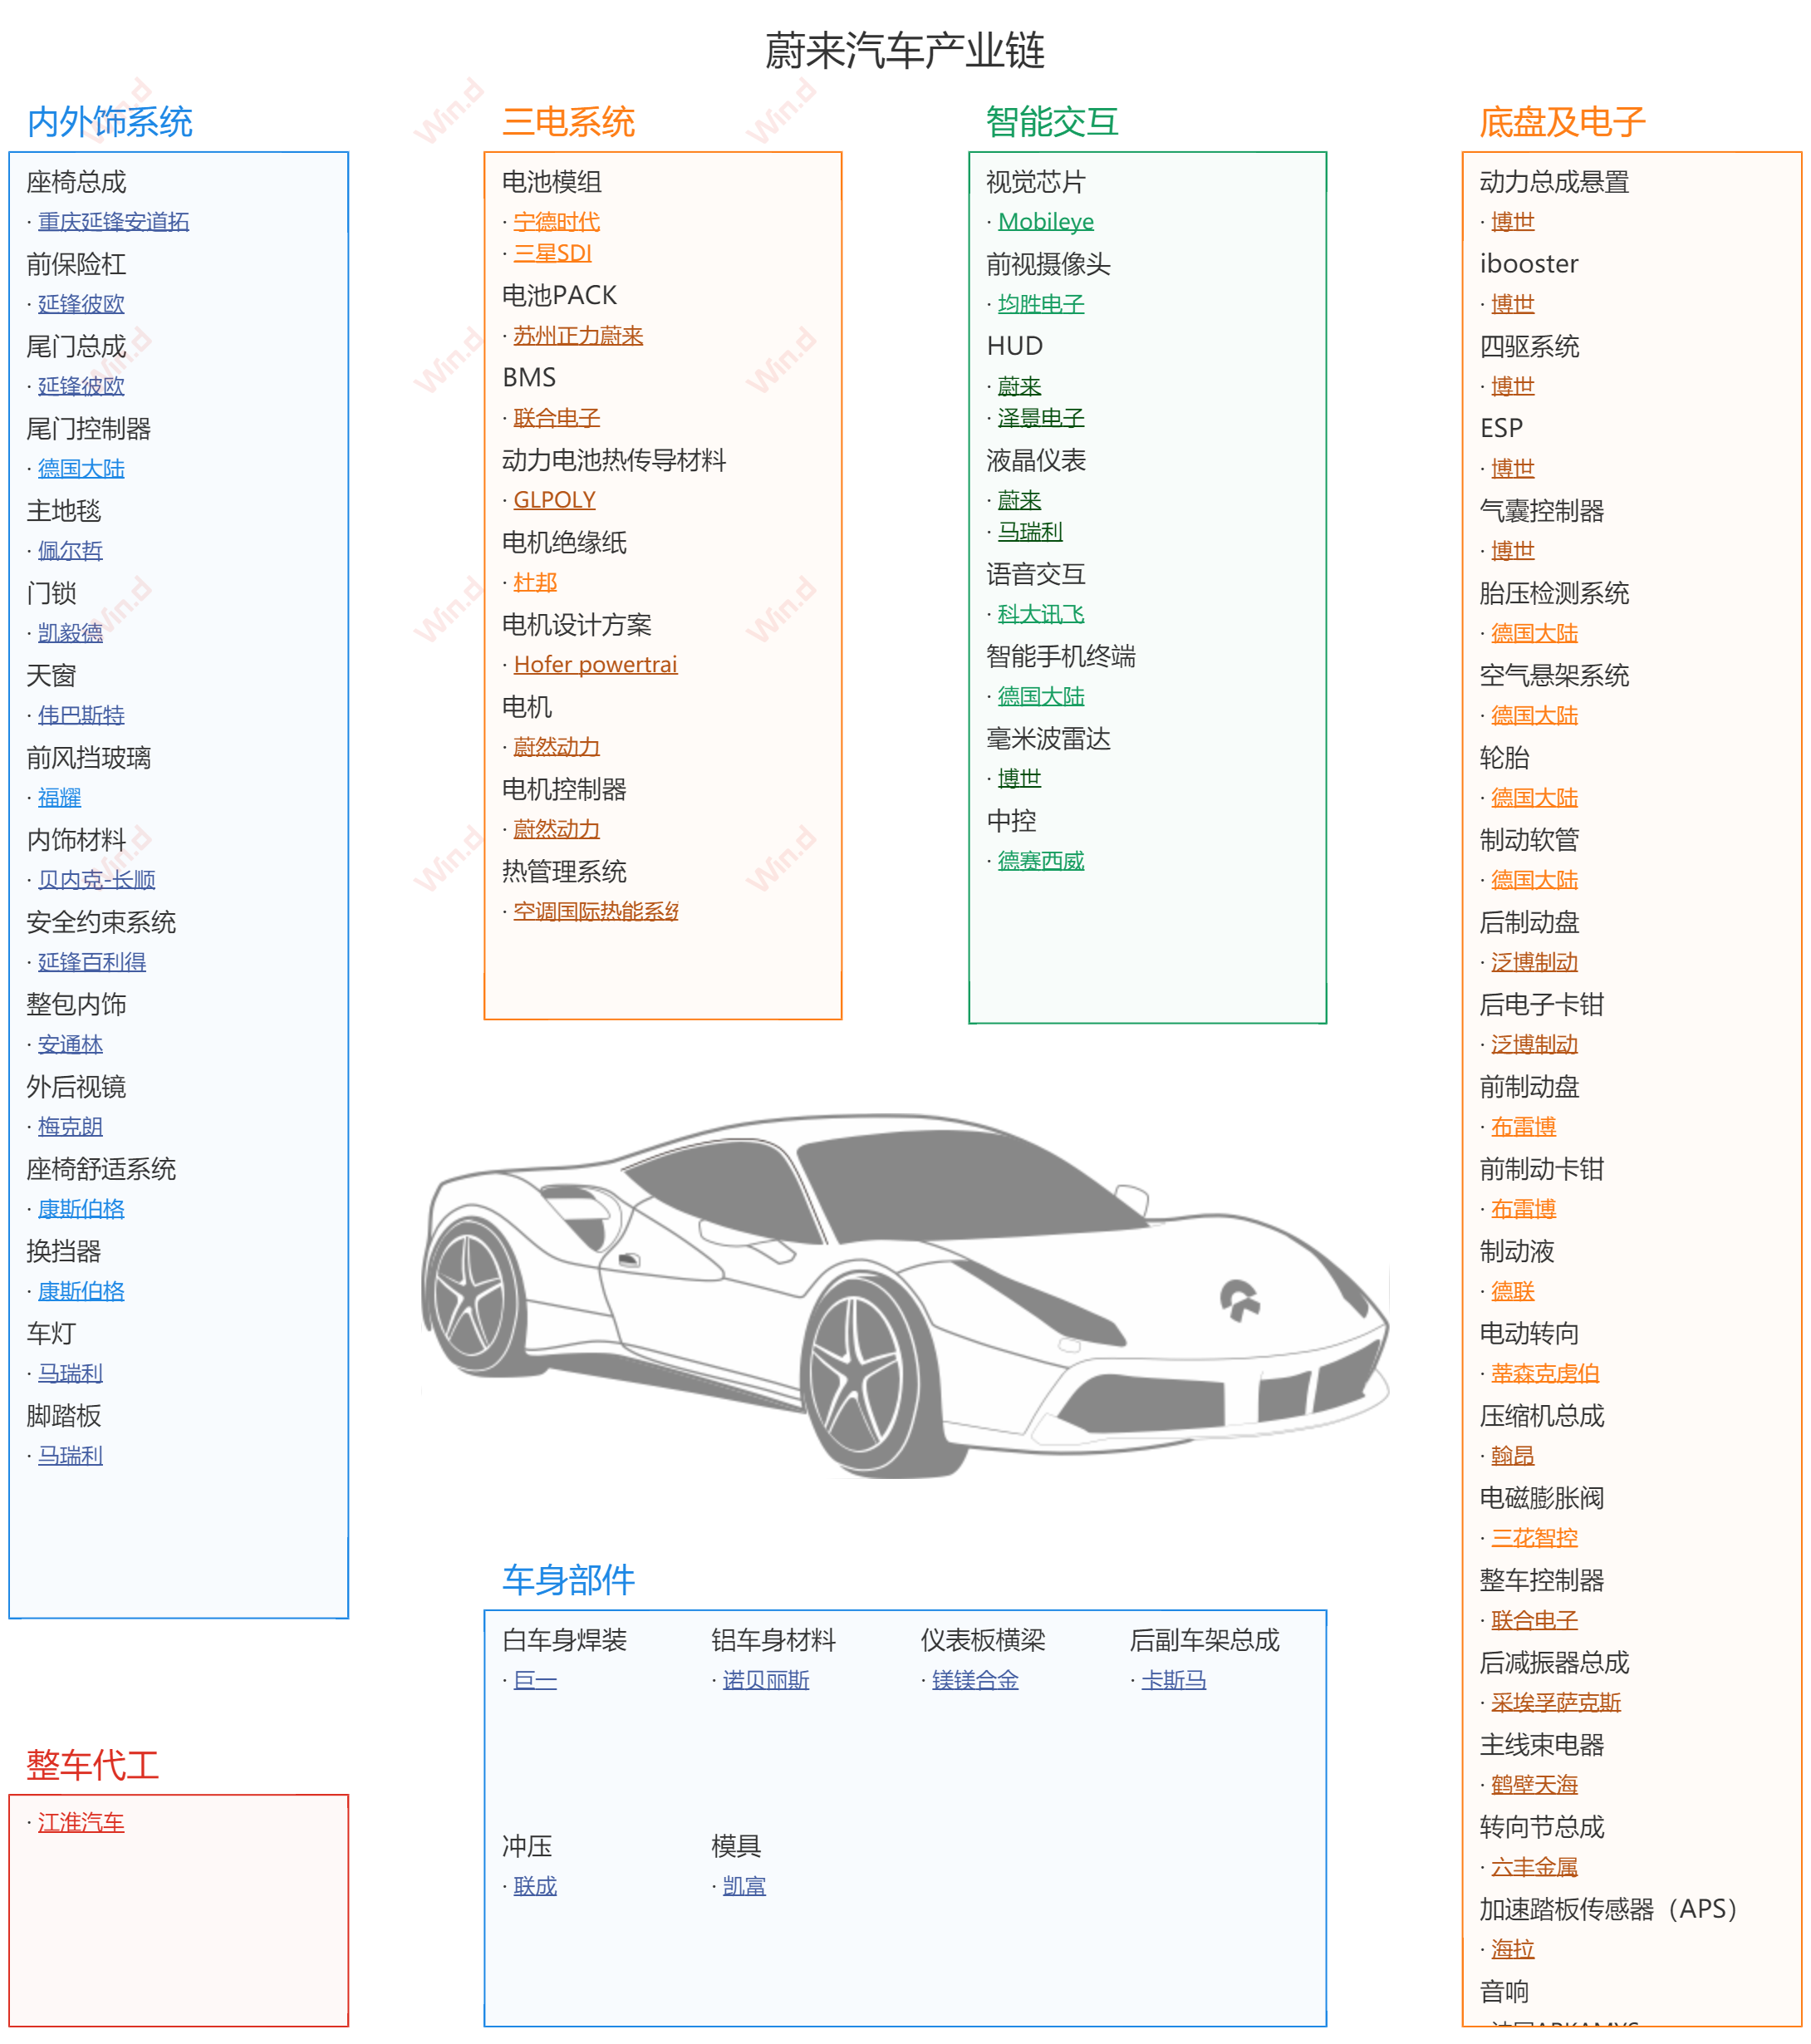 蔚来汽车产业链
内外饰系统
座椅总成
· 重庆延锋安道拓
前保险杠
· 延锋彼欧
尾门总成
· 延锋彼欧
尾门控制器
· 德国大陆
主地毯
· 佩尔哲
门锁
· 凯毅德
天窗
· 伟巴斯特
前风挡玻璃
· 福耀
内饰材料
· 贝内克-长顺
安全约束系统
· 延锋百利得
整包内饰
· 安通林
外后视镜
· 梅克朗
座椅舒适系统
· 康斯伯格
换挡器
· 康斯伯格
车灯
· 马瑞利
脚踏板
· 马瑞利
三电系统
电池模组
· 宁德时代
· 三星SDI
电池PACK
· 苏州正力蔚来
BMS
· 联合电子
动力电池热传导材料
· GLPOLY
电机绝缘纸
· 杜邦
电机设计方案
· Hofer powertrai
电机
· 蔚然动力
电机控制器
· 蔚然动力
热管理系统
· 空调国际热能系统
智能交互
视觉芯片
· Mobileye
前视摄像头
· 均胜电子
HUD
· 蔚来
· 泽景电子
液晶仪表
· 蔚来
· 马瑞利
语音交互
· 科大讯飞
智能手机终端
· 德国大陆
毫米波雷达
· 博世
中控
· 德赛西威
底盘及电子
动力总成悬置
· 博世
ibooster
· 博世
四驱系统
· 博世
ESP
· 博世
气囊控制器
· 博世
胎压检测系统
· 德国大陆
空气悬架系统
· 德国大陆
轮胎
· 德国大陆
制动软管
· 德国大陆
后制动盘
· 泛博制动
后电子卡钳
· 泛博制动
前制动盘
· 布雷博
前制动卡钳
· 布雷博
制动液
· 德联
电动转向
· 蒂森克虏伯
压缩机总成
· 翰昂
电磁膨胀阀
· 三花智控
整车控制器
· 联合电子
后减振器总成
· 采埃孚萨克斯
主线束电器
· 鹤壁天海
转向节总成
· 六丰金属
加速踏板传感器（APS）
· 海拉
音响
车身部件
白车身焊装 铝车身材料 仪表板横梁 后副车架总成
· 巨一 · 诺贝丽斯 · 镁镁合金 · 卡斯马
冲压 模具
· 联成 · 凯富
整车代工
· 江淮汽车
Win.d
Win.d
Win.d
Win.d
Win.d
Win.d
Win.d
Win.d
Win.d
Win.d
Win.d
Win.d